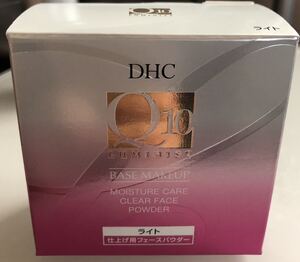 ライト
DHC
Q10
BASE MAKEUP
MOISTURE CARE
CLEAR FACE
POWDER
ライト
仕上げ用フェースパウダー